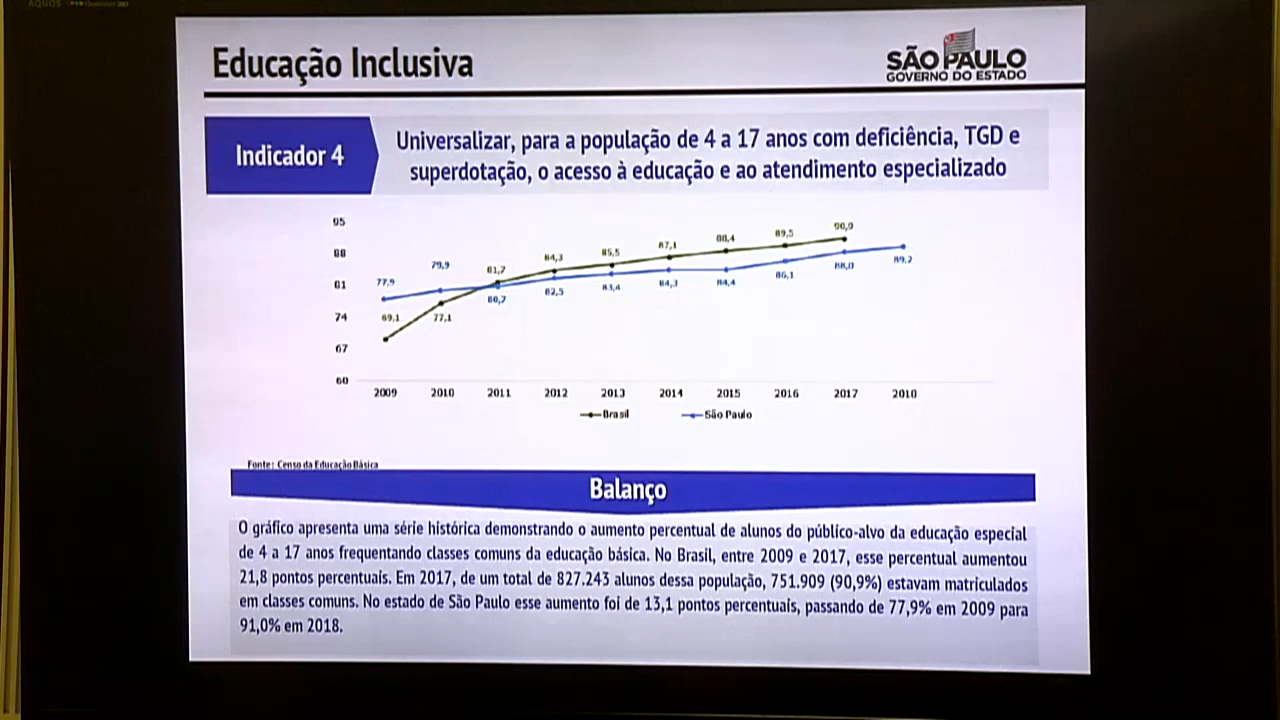 AQUOS
Educação Inclusiva
SÃO PAULO
GOVERNO DO ESTADO
Indicador 4
Universalizar, para a população de 4 a 17 anos com deficiência, TGD e
superdotação, o acesso à educação e ao atendimento especializado
95
88
81
74
67
60
77,9
79,9
81,7
84,3
85,5
87,1
88,4
89,5
90,9
69,1
77,1
80,7
82,5
83,4
84,3
84,4
86,1
88,0
89,2
2009 2010 2011 2012 2013 2014 2015 2016 2017 2018
Brasil São Paulo
Fonte: Censo da Educação Básica
Balanço
O gráfico apresenta uma série histórica demonstrando o aumento percentual de alunos do público-alvo da educação especial
de 4 a 17 anos frequentando classes comuns da educação básica. No Brasil, entre 2009 e 2017, esse percentual aumentou
21,8 pontos percentuais. Em 2017, de um total de 827.243 alunos dessa população, 751.909 (90,9%) estavam matriculados
em classes comuns. No estado de São Paulo esse aumento foi de 13,1 pontos percentuais, passando de 77,9% em 2009 para
91,0% em 2018.